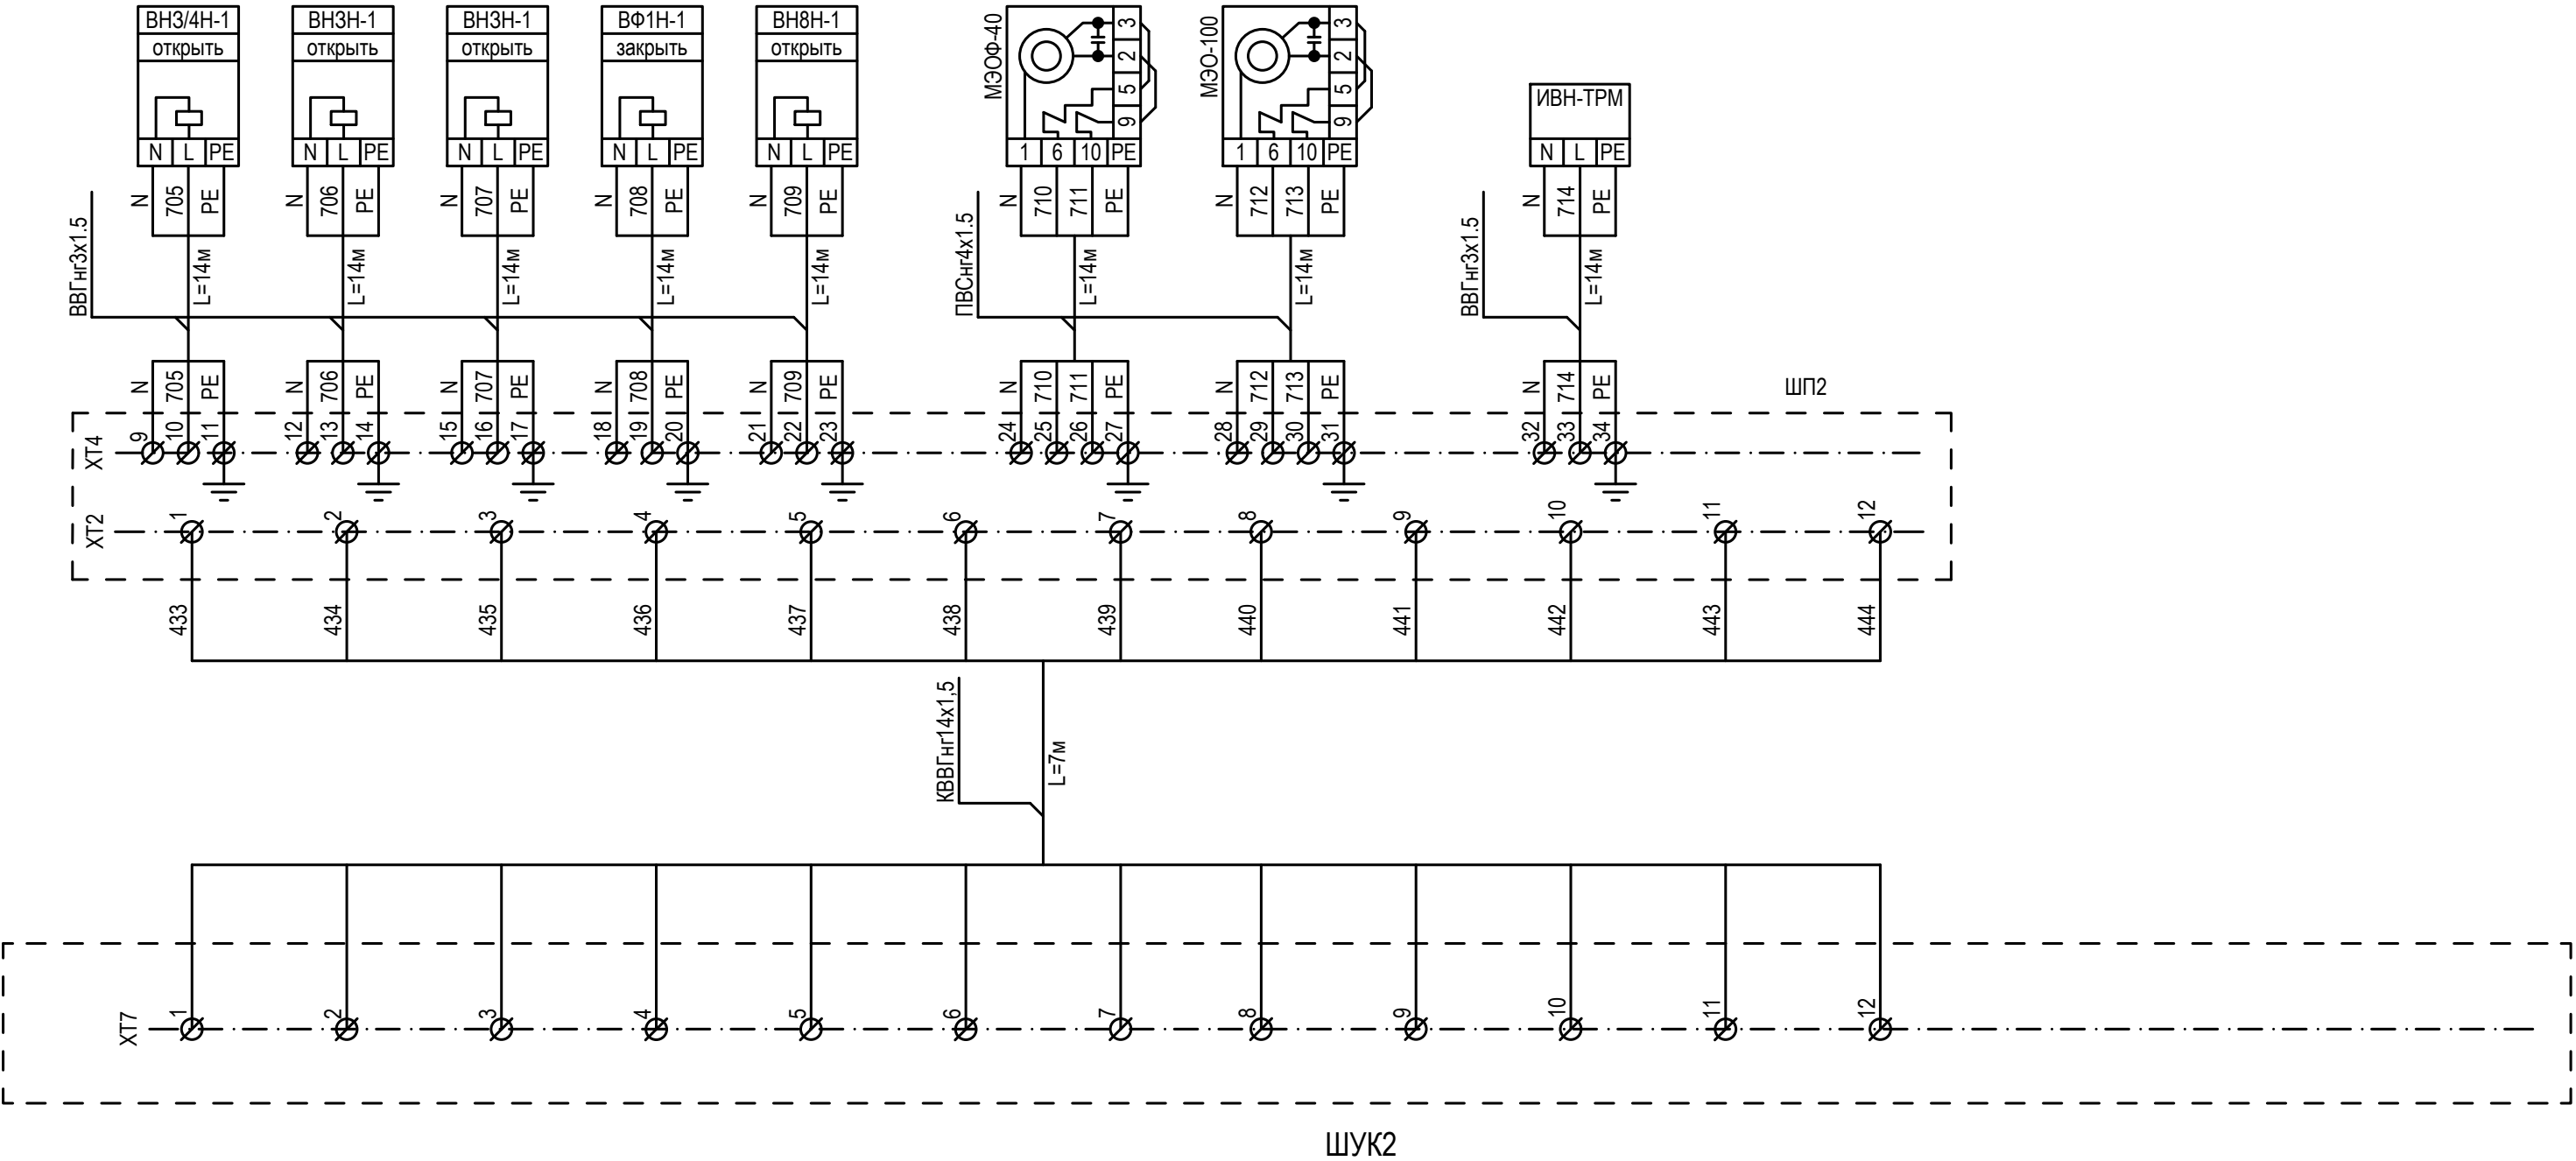 ВН3/4Н-1 ВН3Н-1 ВН3Н-1 ВФ1Н-1 ВН8Н-1
открыть открыть открыть закрыть открыть
МЭОФ-40 3 2 5 9
МЭО-100 3 2 5 9
ИВН-ТРМ
N L PE N L PE N L PE N L PE N L PE 1 6 10 PE 1 6 10 PE N L PE
N 705 PE N 706 PE N 707 PE N 708 PE N 709 PE N 710 711 PE N 712 713 PE N 714 PE
ВВГнг3х1.5 L=14м L=14м L=14м L=14м L=14м ПВСнг4х1.5 L=14м L=14м ВВГнг3х1.5 L=14м
N 705 PE N 706 PE N 707 PE N 708 PE N 709 PE N 710 711 PE N 712 713 PE N 714 PE
ШП2
ХТ4 9 10 11 12 13 14 15 16 17 18 19 20 21 22 23 24 25 26 27 28 29 30 31 32 33 34
ХТ2 1 2 3 4 5 6 7 8 9 10 11 12
433 434 435 436 437 438 439 440 441 442 443 444
КВВГнг14х1,5 L=7м
ХТ7 1 2 3 4 5 6 7 8 9 10 11 12
ШУК2